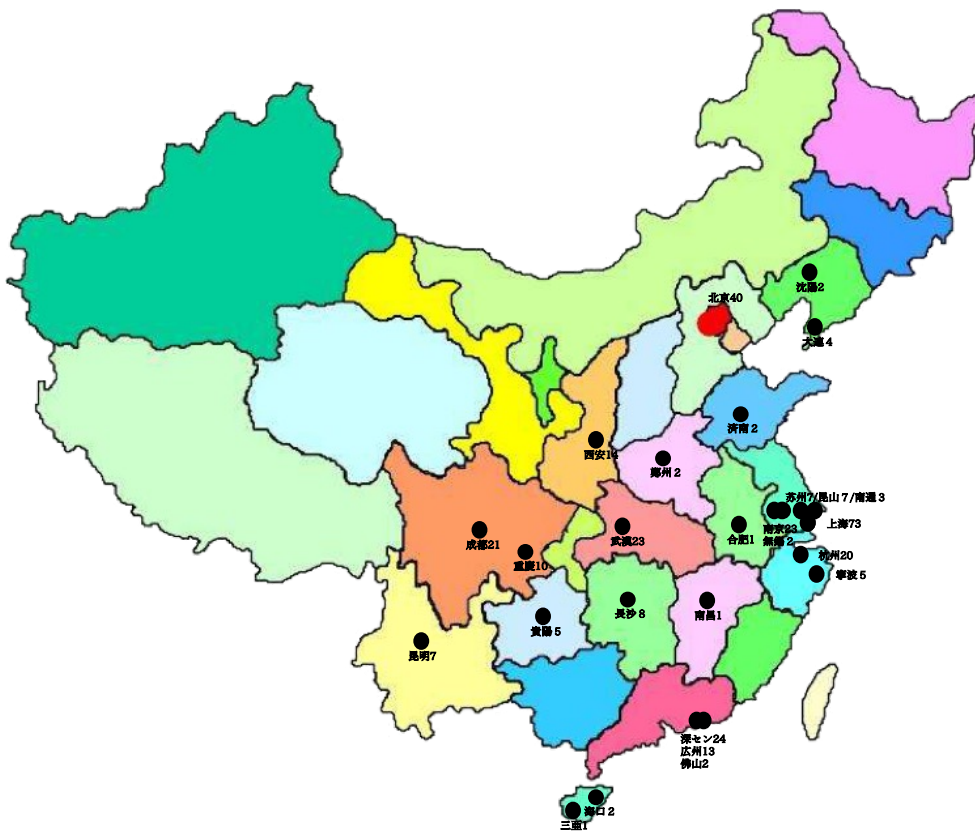 沈陽2
北京40
大連4
済南2
西安14
鄭州2
苏州7/昆山7/南通3
南京23
無錫2
上海73
成都21
武漢23
合肥1
重慶10
杭州20
寧波5
長沙8
南昌1
貴陽5
昆明7
深セン24
広州13
佛山2
海口2
三亜1